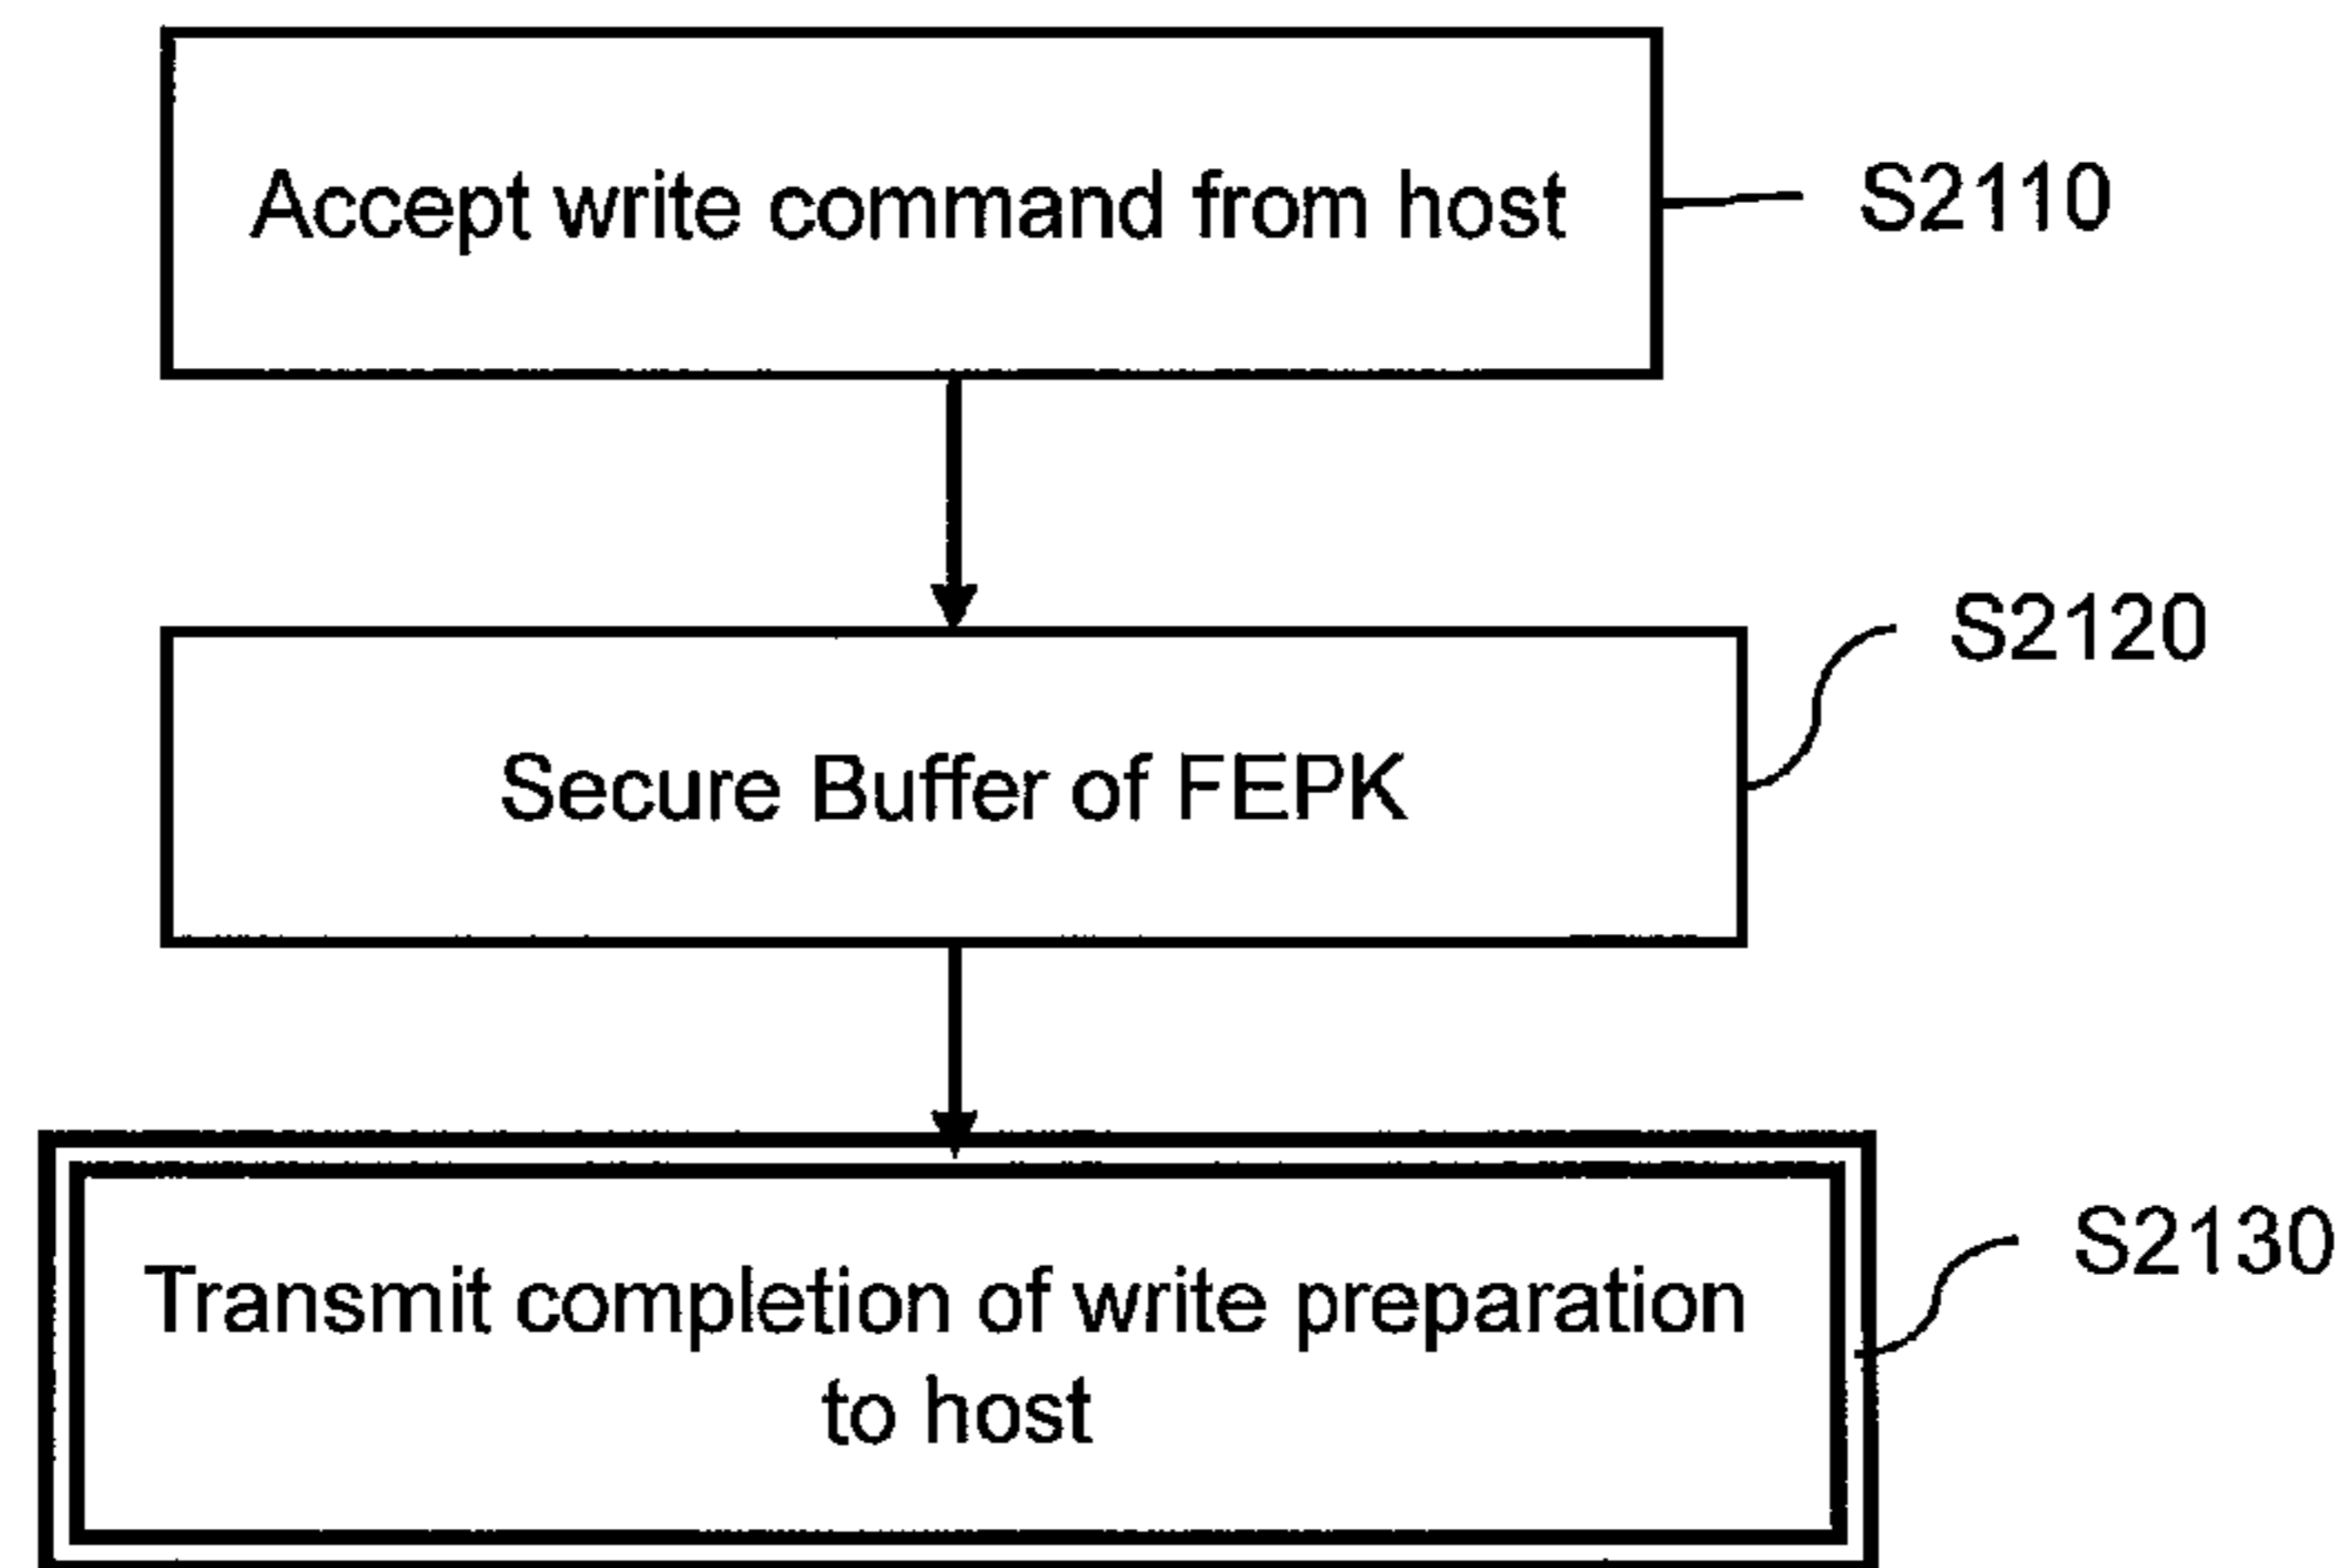 Accept write command from host
S2110
S2120
Secure Buffer of FEPK
S2130
Transmit completion of write preparation
to host